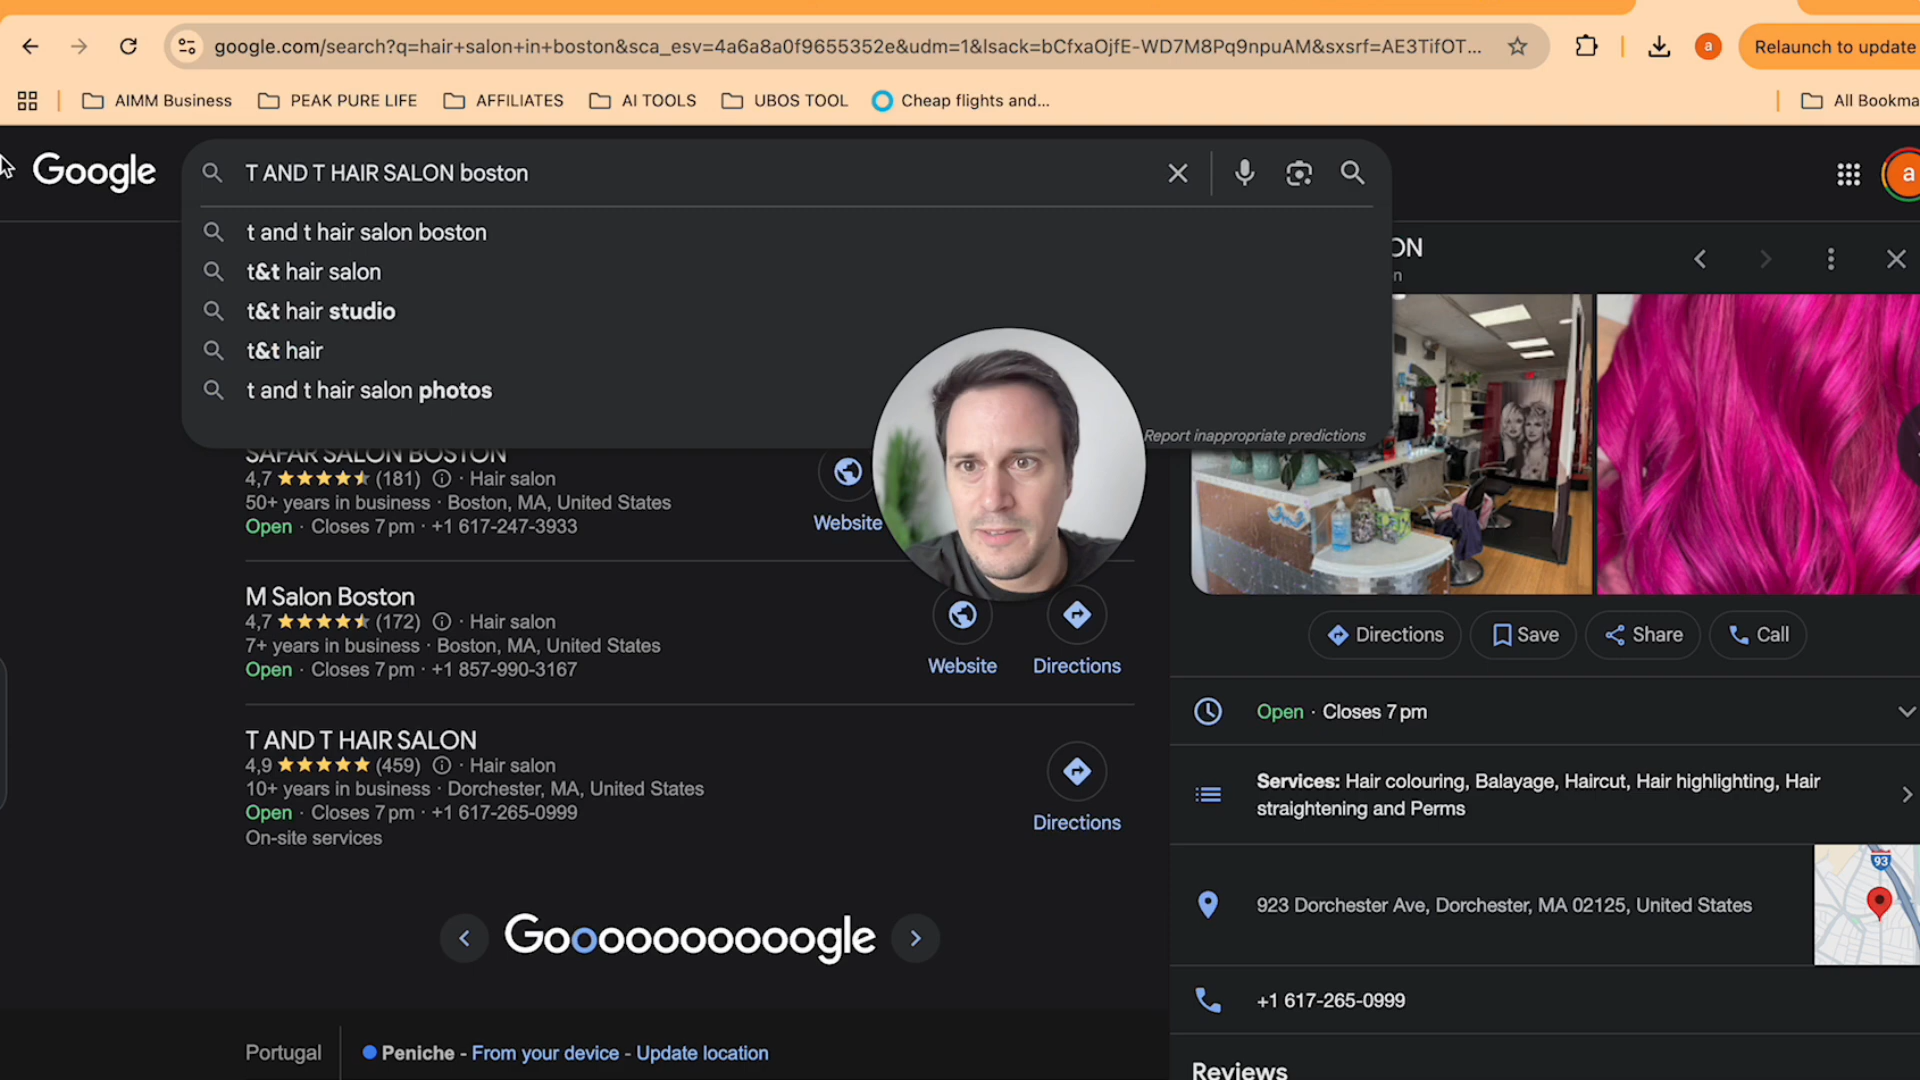 google.com/search?q=hair+salon+in+boston&sca_esv=4a6a8a0f9655352e&udm=1&lsack=bCfxaOjfE-WD7M8Pq9npuAM&sxsrf=AE3TifOT...
a
Relaunch to update
AIMM Business
PEAK PURE LIFE
AFFILIATES
AI TOOLS
UBOS TOOL
Cheap flights and...
All Bookma
Google
T AND T HAIR SALON boston
a
t and t hair salon boston
t&t hair salon
t&t hair studio
t&t hair
t and t hair salon photos
Report inappropriate predictions
ON
n
SAFAR SALON BOSTON
4,7 (181) · Hair salon
50+ years in business · Boston, MA, United States
Open · Closes 7 pm · +1 617-247-3933
Website
M Salon Boston
4,7 (172) · Hair salon
7+ years in business · Boston, MA, United States
Open · Closes 7 pm · +1 857-990-3167
Website
Directions
T AND T HAIR SALON
4,9 (459) · Hair salon
10+ years in business · Dorchester, MA, United States
Open · Closes 7 pm · +1 617-265-0999
On-site services
Directions
Goooooooooogle
Portugal
Peniche - From your device - Update location
Directions
Save
Share
Call
Open · Closes 7 pm
Services: Hair colouring, Balayage, Haircut, Hair highlighting, Hair
straightening and Perms
923 Dorchester Ave, Dorchester, MA 02125, United States
93
+1 617-265-0999
Reviews